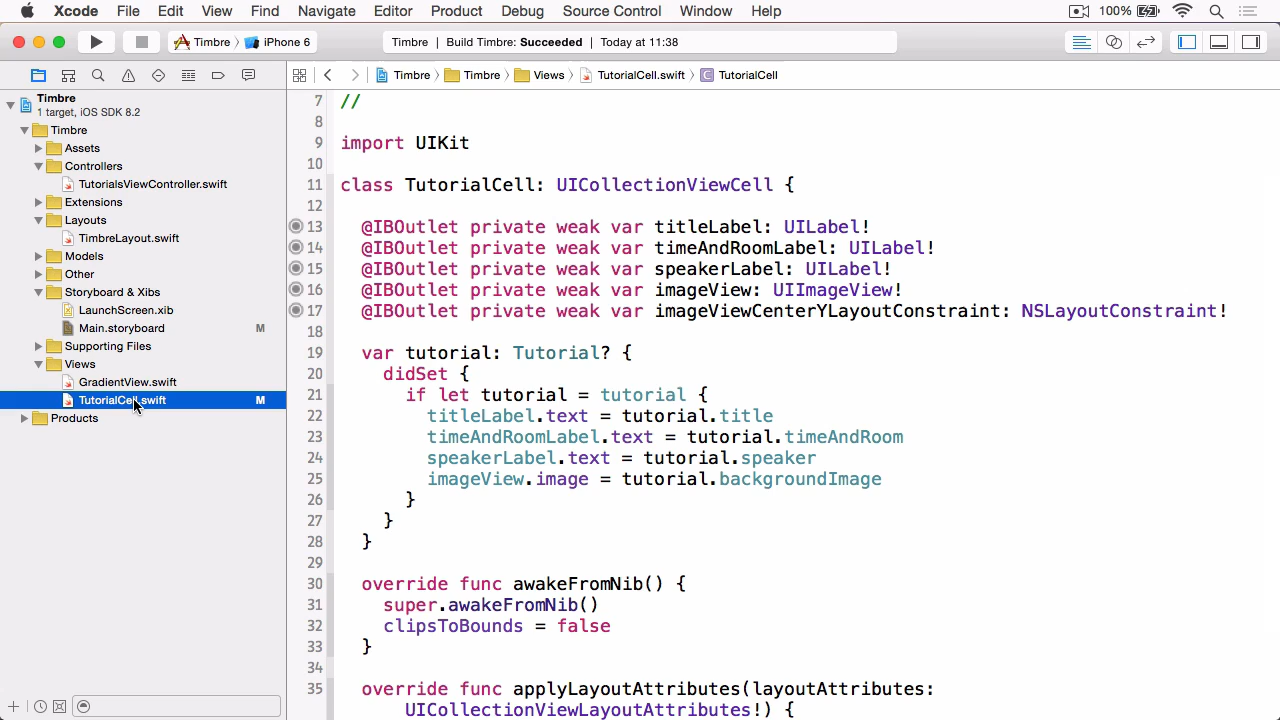 Xcode File Edit View Find Navigate Editor Product Debug Source Control Window Help 100%
Timbre iPhone 6 Timbre | Build Timbre: Succeeded | Today at 11:38
Timbre Timbre Views TutorialCell.swift C TutorialCell
Timbre
1 target, iOS SDK 8.2
Timbre
Assets
Controllers
TutorialsViewController.swift
Extensions
Layouts
TimbreLayout.swift
Models
Other
Storyboard & Xibs
LaunchScreen.xib
Main.storyboard M
Supporting Files
Views
GradientView.swift
TutorialCell.swift M
Products
7 //
8
9 import UIKit
10
11 class TutorialCell: UICollectionViewCell {
12
13 @IBOutlet private weak var titleLabel: UILabel!
14 @IBOutlet private weak var timeAndRoomLabel: UILabel!
15 @IBOutlet private weak var speakerLabel: UILabel!
16 @IBOutlet private weak var imageView: UIImageView!
17 @IBOutlet private weak var imageViewCenterYLayoutConstraint: NSLayoutConstraint!
18
19 var tutorial: Tutorial? {
20 didSet {
21 if let tutorial = tutorial {
22 titleLabel.text = tutorial.title
23 timeAndRoomLabel.text = tutorial.timeAndRoom
24 speakerLabel.text = tutorial.speaker
25 imageView.image = tutorial.backgroundImage
26 }
27 }
28 }
29
30 override func awakeFromNib() {
31 super.awakeFromNib()
32 clipsToBounds = false
33 }
34
35 override func applyLayoutAttributes(layoutAttributes:
UICollectionViewLayoutAttributes!) {